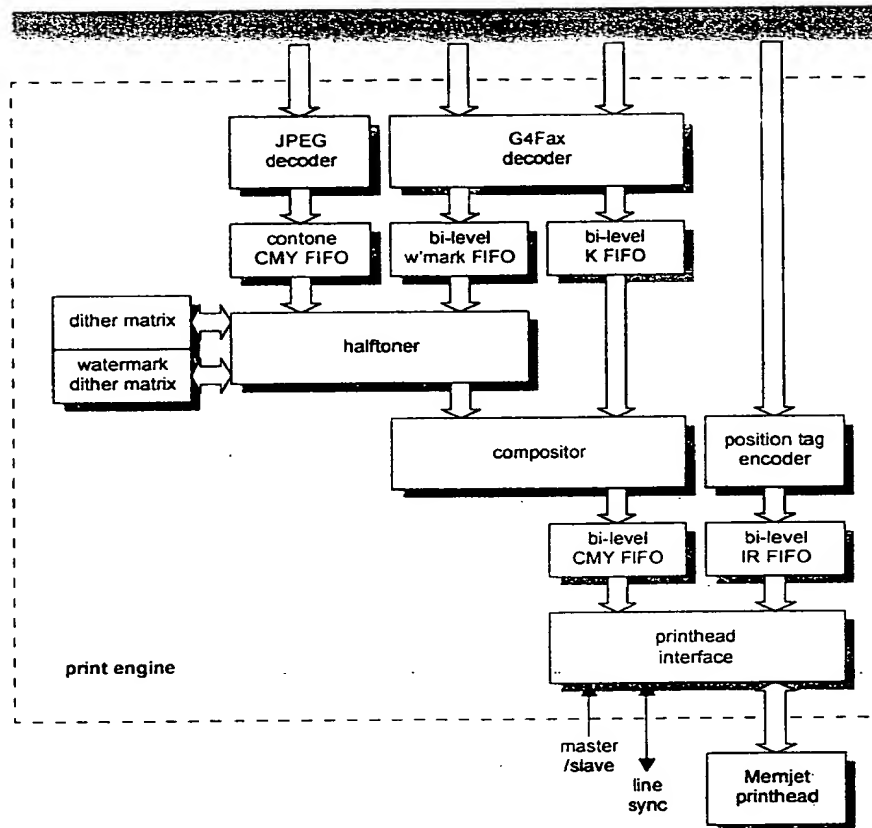 JPEG
decoder
G4Fax
decoder
contone
CMY FIFO
bi-level
w'mark FIFO
bi-level
K FIFO
dither matrix
watermark
dither matrix
halftoner
compositor
position tag
encoder
bi-level
CMY FIFO
bi-level
IR FIFO
printhead
interface
print engine
master
/slave
line
sync
Memjet
printhead